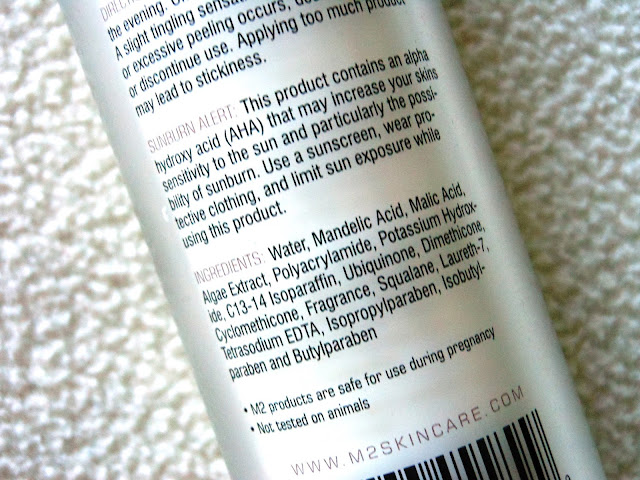 DIREC
the evening.
A slight tingling sensa
or excessive peeling occurs,
or discontinue use. Applying too much product
may lead to stickiness.
SUNBURN ALERT: This product contains an alpha
hydroxy acid (AHA) that may increase your skins
sensitivity to the sun and particularly the possi-
bility of sunburn. Use a sunscreen, wear pro-
tective clothing, and limit sun exposure while
using this product.
INGREDIENTS: Water, Mandelic Acid, Malic Acid,
Algae Extract, Polyacrylamide, Potassium Hydrox-
ide, C13-14 Isoparaffin, Ubiquinone, Dimethicone,
Cyclomethicone, Fragrance, Squalane, Laureth-7,
Tetrasodium EDTA, Isopropylparaben, Isobutyl-
paraben and Butylparaben
• M2 products are safe for use during pregnancy
• Not tested on animals
WWW.M2SKINCARE.COM